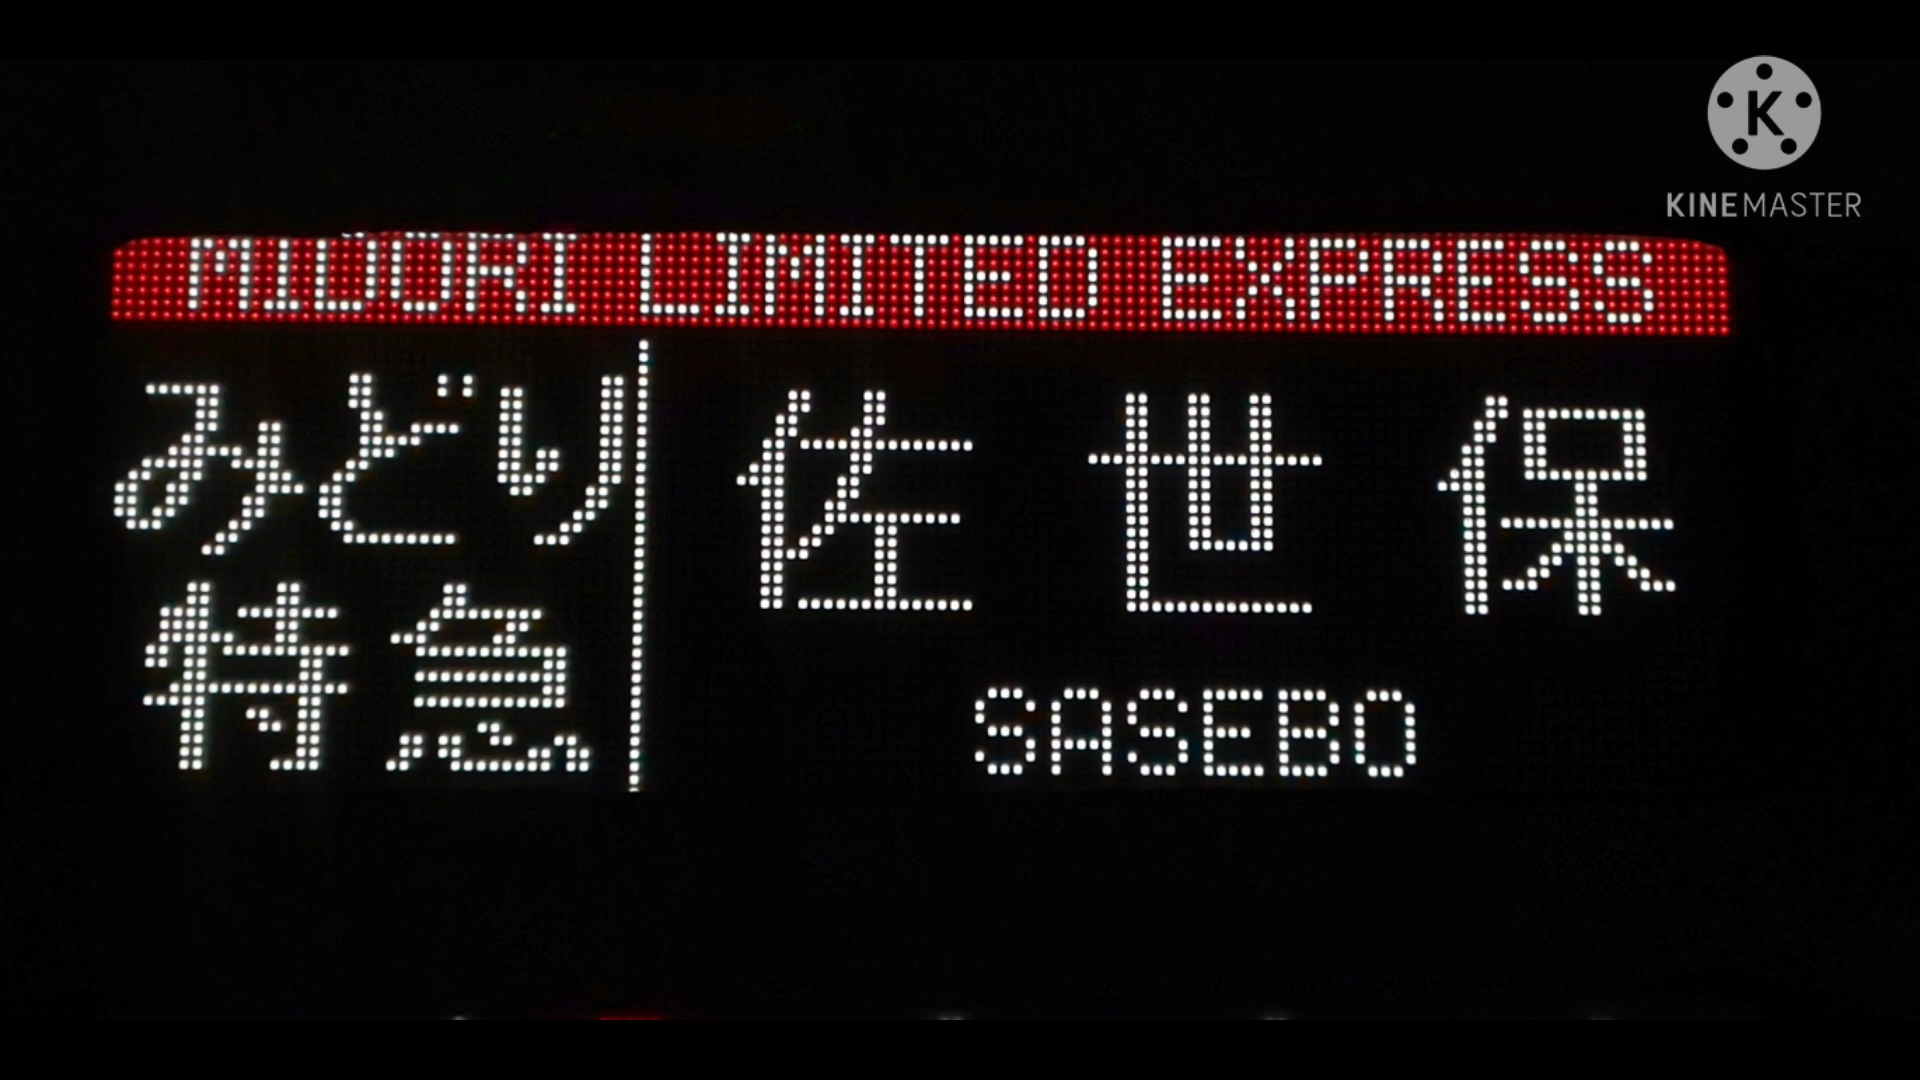 K
KINEMASTER
MIDORI LIMITED EXPRESS
みどり
特急
佐世保
SASEBO